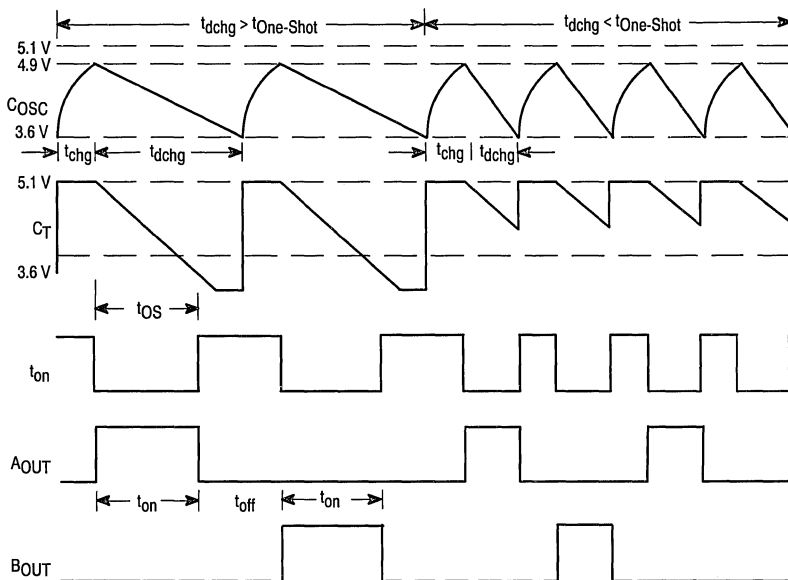 tdchg > tOne-Shot
tdchg < tOne-Shot
5.1 V
4.9 V
COSC
3.6 V
tchg
tdchg
tchg
tdchg
5.1 V
CT
3.6 V
tOS
ton
AOUT
ton
toff
ton
BOUT